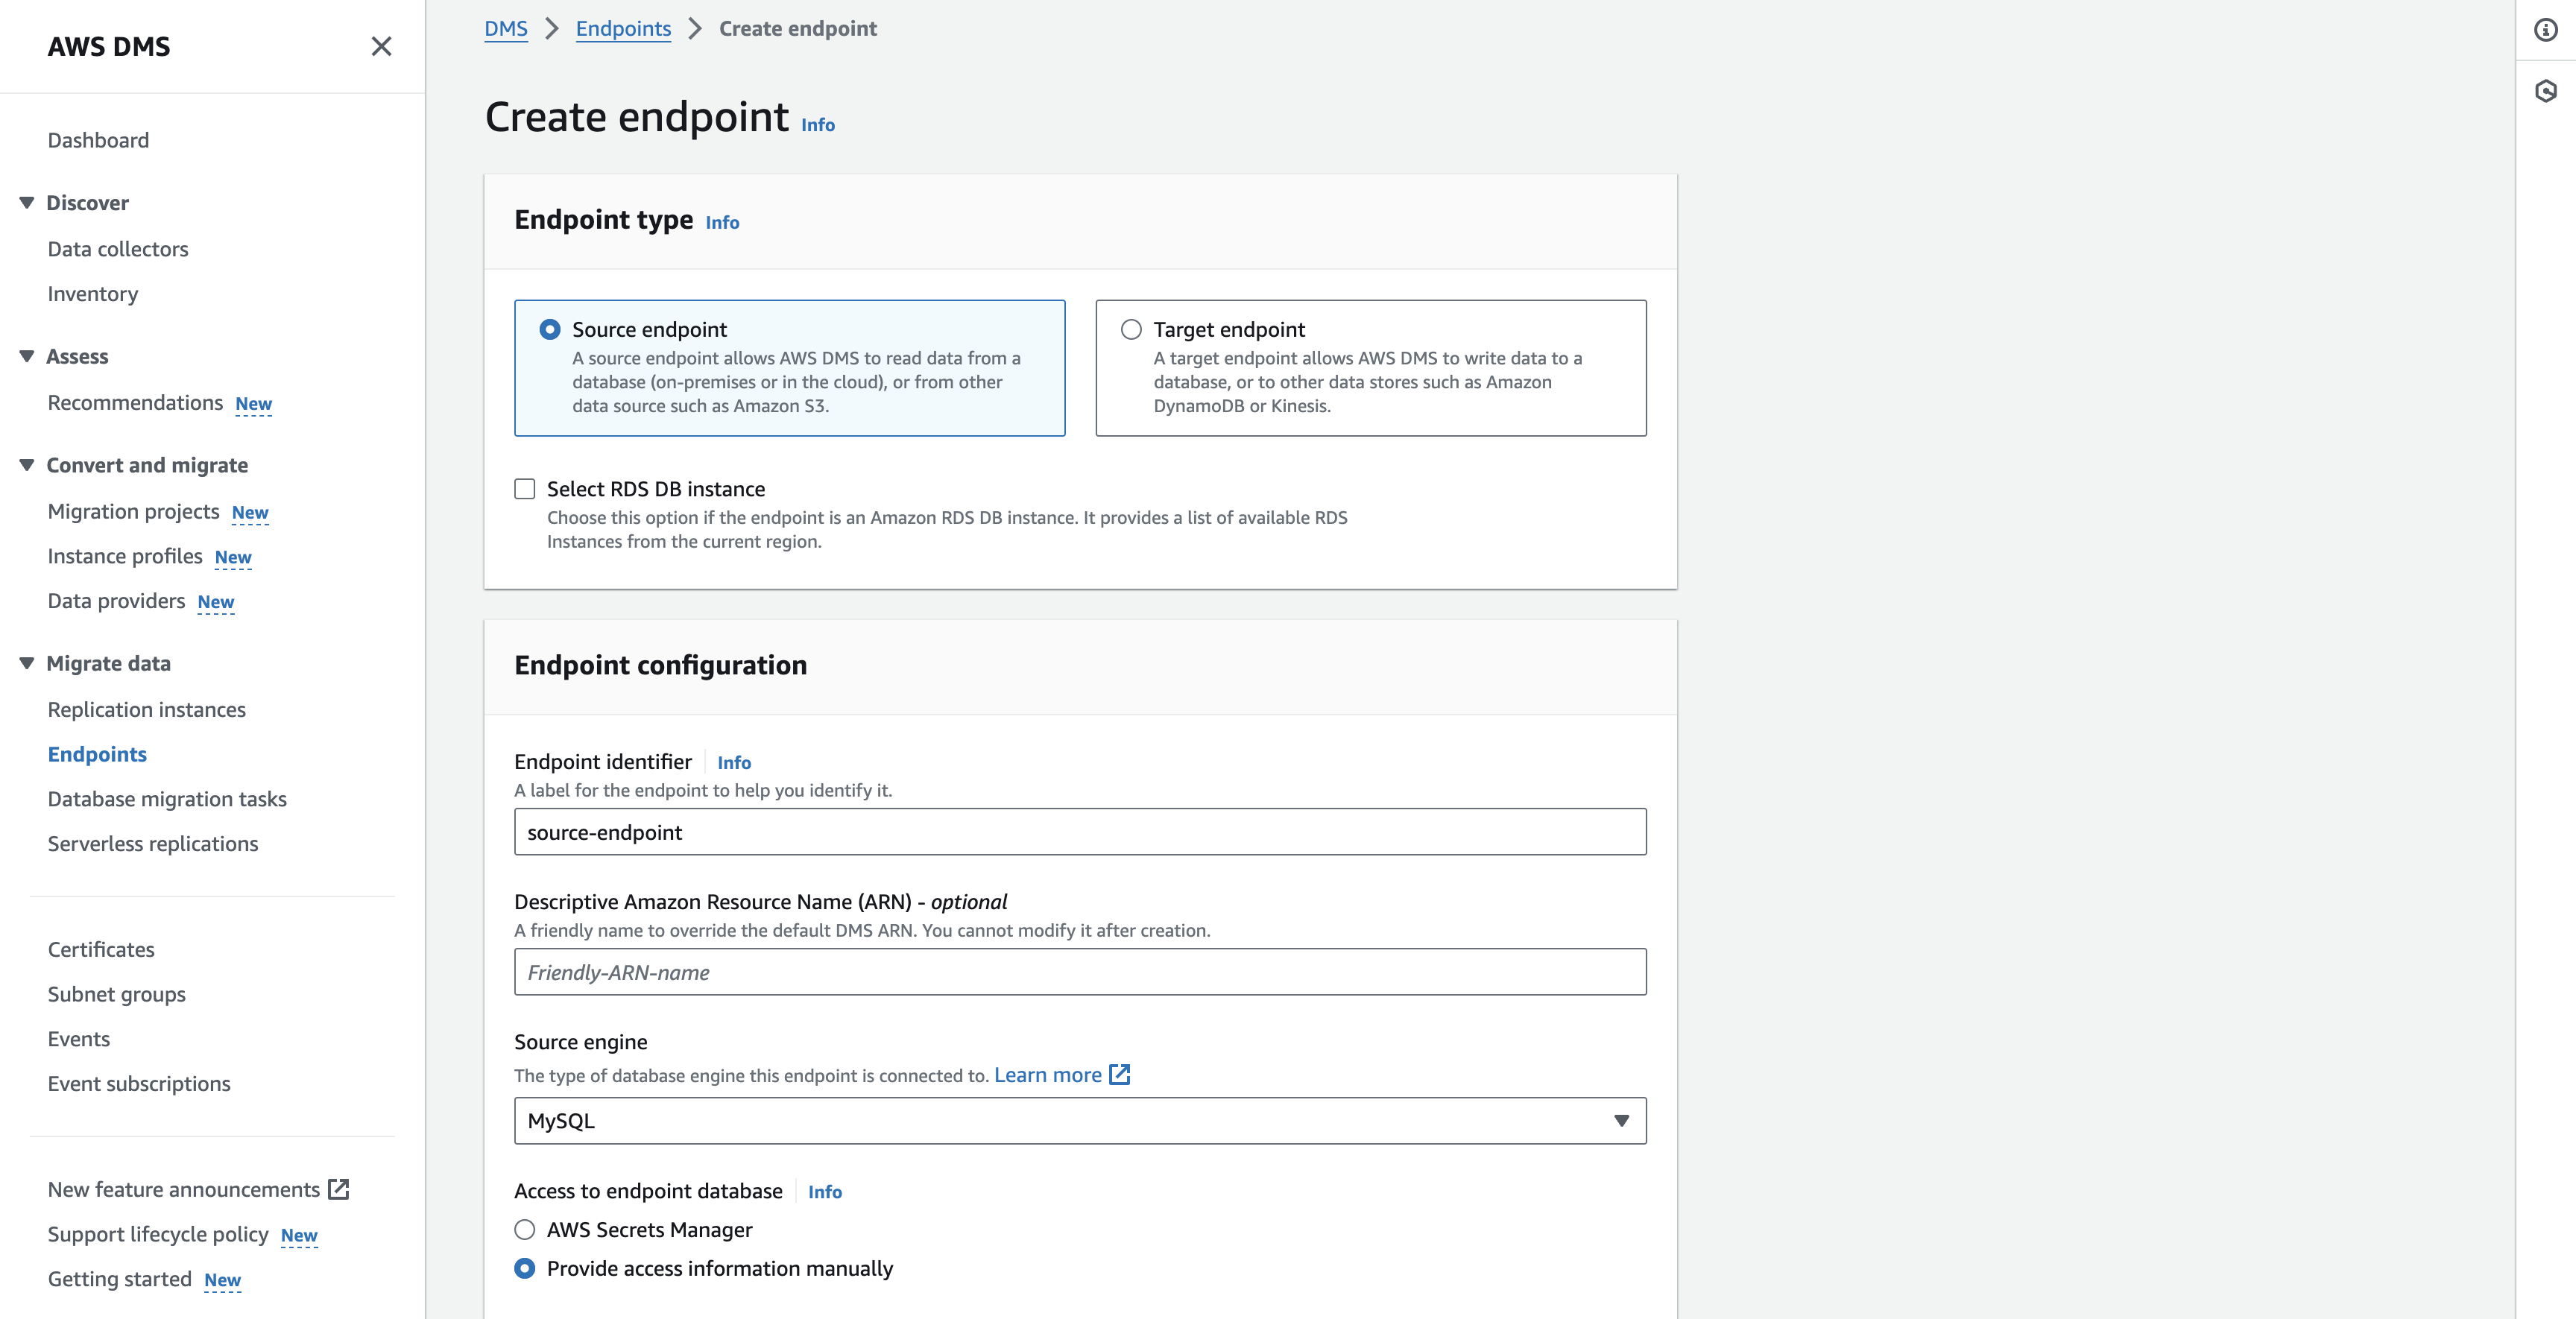 AWS DMS
Dashboard
Discover
Data collectors
Inventory
Assess
Recommendations New
Convert and migrate
Migration projects New
Instance profiles New
Data providers New
Migrate data
Replication instances
Endpoints
Database migration tasks
Serverless replications
Certificates
Subnet groups
Events
Event subscriptions
New feature announcements
Support lifecycle policy New
Getting started New
DMS Endpoints Create endpoint
Create endpoint Info
Endpoint type Info
Source endpoint
A source endpoint allows AWS DMS to read data from a
database (on-premises or in the cloud), or from other
data source such as Amazon S3.
Target endpoint
A target endpoint allows AWS DMS to write data to a
database, or to other data stores such as Amazon
DynamoDB or Kinesis.
Select RDS DB instance
Choose this option if the endpoint is an Amazon RDS DB instance. It provides a list of available RDS
Instances from the current region.
Endpoint configuration
Endpoint identifier Info
A label for the endpoint to help you identify it.
source-endpoint
Descriptive Amazon Resource Name (ARN) - optional
A friendly name to override the default DMS ARN. You cannot modify it after creation.
Friendly-ARN-name
Source engine
The type of database engine this endpoint is connected to. Learn more
MySQL
Access to endpoint database Info
AWS Secrets Manager
Provide access information manually